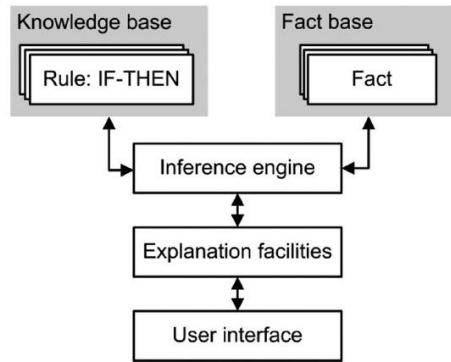 Knowledge base
Fact base
Rule: IF-THEN
Fact
Inference engine
Explanation facilities
User interface